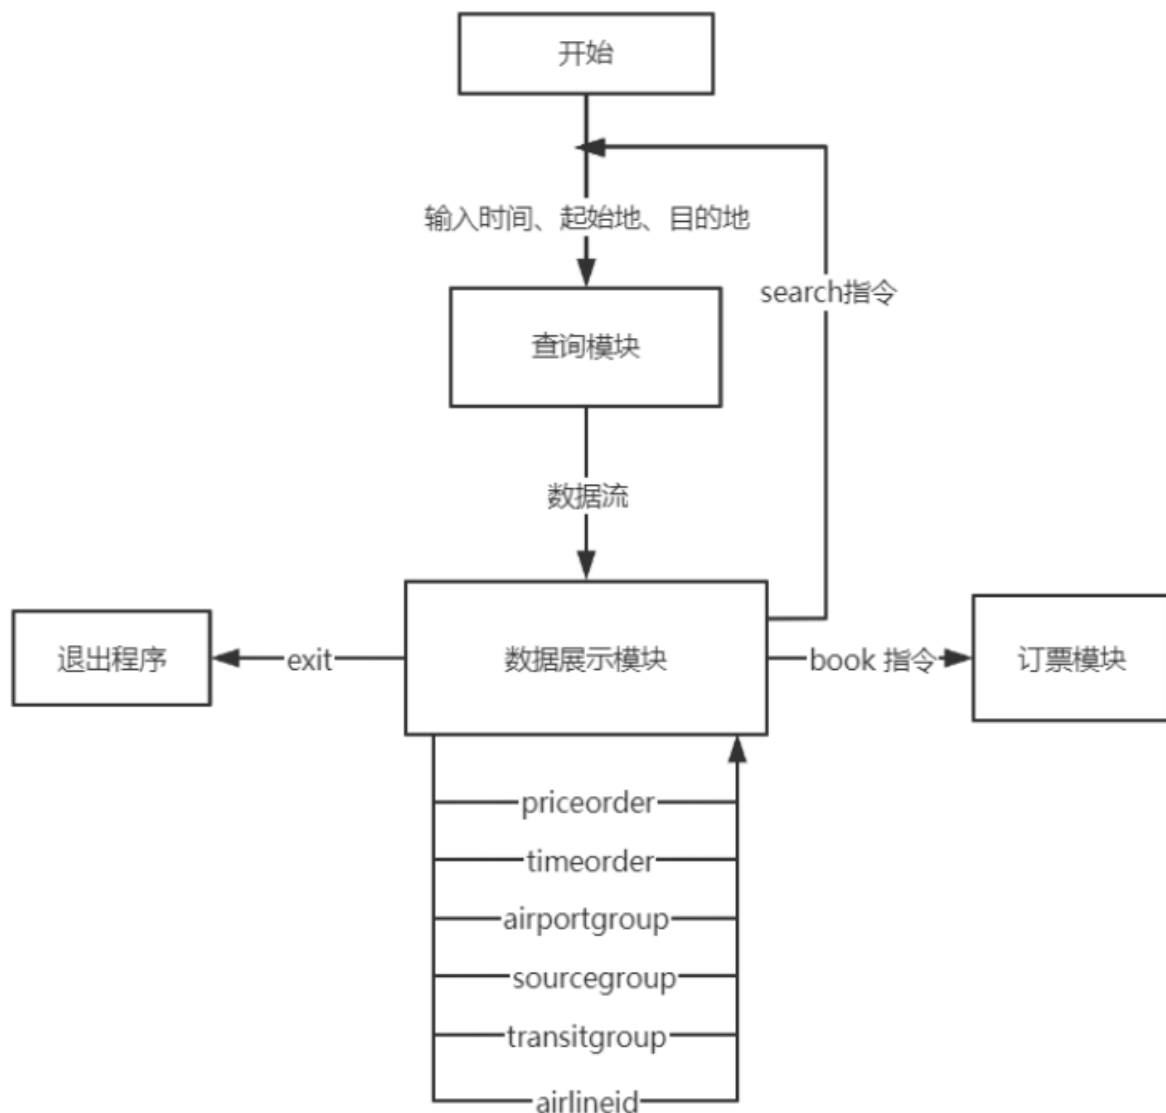 开始
输入时间、起始地、目的地
search指令
查询模块
数据流
退出程序
exit
数据展示模块
book 指令
订票模块
priceorder
timeorder
airportgroup
sourcegroup
transitgroup
airlineid